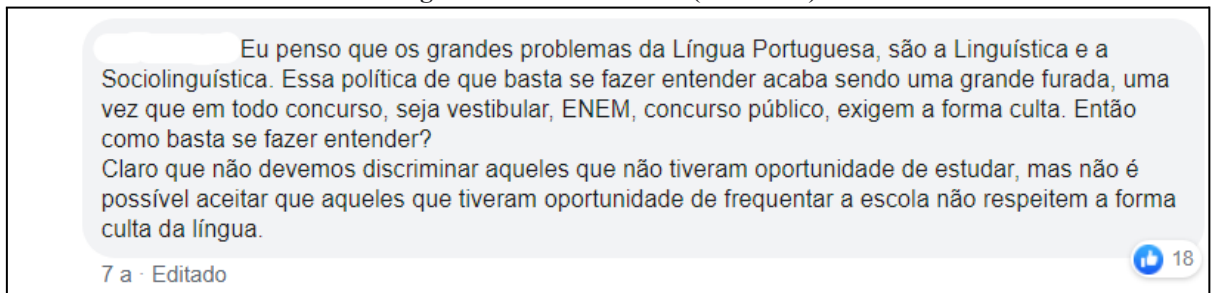 Eu penso que os grandes problemas da Língua Portuguesa, são a Linguística e a
Sociolinguística. Essa política de que basta se fazer entender acaba sendo uma grande furada, uma
vez que em todo concurso, seja vestibular, ENEM, concurso público, exigem a forma culta. Então
como basta se fazer entender?
Claro que não devemos discriminar aqueles que não tiveram oportunidade de estudar, mas não é
possível aceitar que aqueles que tiveram oportunidade de frequentar a escola não respeitem a forma
culta da língua.
18
7 a · Editado